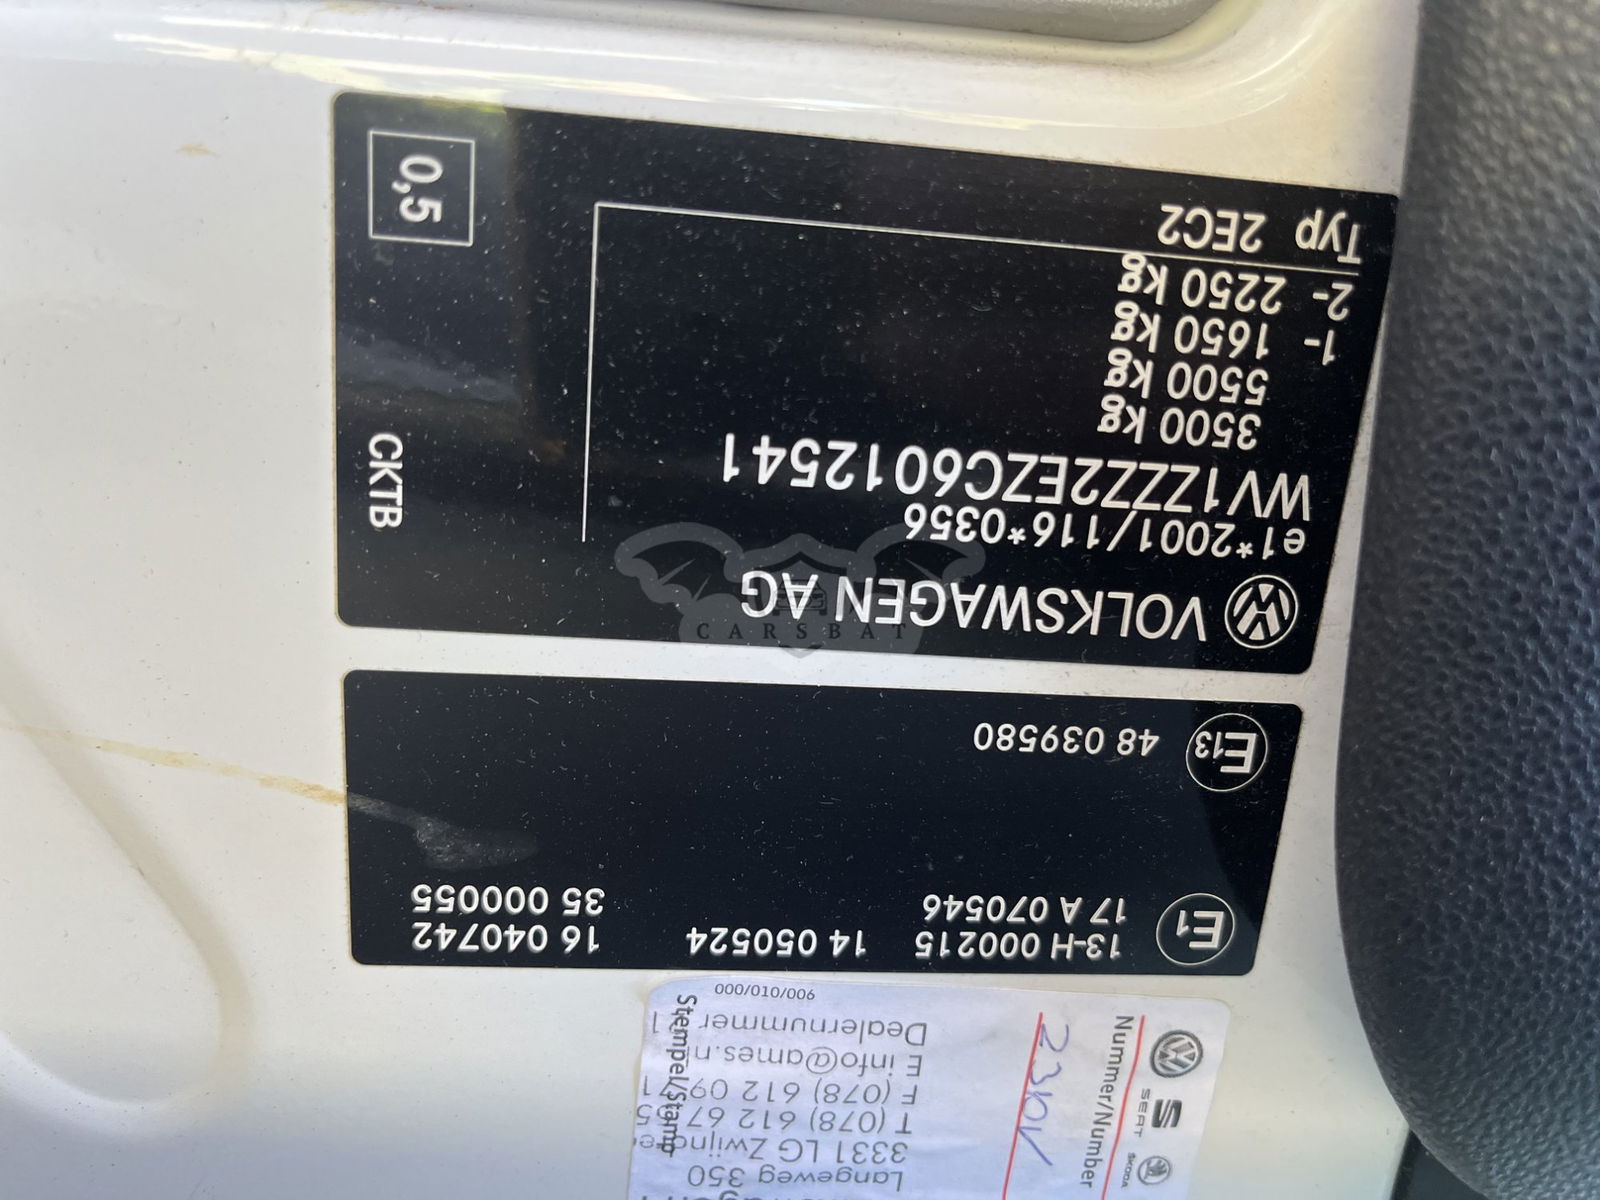 VOLKSWAGEN AG
e1*2001/116*0356
WV1ZZZ2EZC6012541
3500 kg
5500 kg
1- 1650 kg
2- 2250 kg
Typ 2EC2
CKTB
0,5
CARSBAT
E1
13-H 000215
14 050524
16 040742
17 A 070546
35 000055
E13
48 039580
SEAT
ŠKODA
Nummer/Number
Stempel/Stamp
Langeweg 350
3331 LG
T (078) 612 67
F (078) 612 09
E info@ames.n
Dealernummer
000/010/006